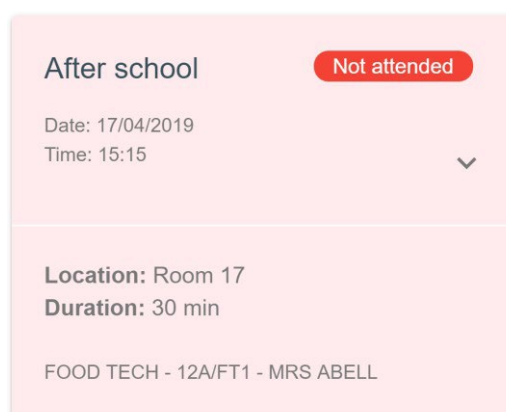 After school
Not attended
Date: 17/04/2019
Time: 15:15
Location: Room 17
Duration: 30 min
FOOD TECH - 12A/FT1 - MRS ABELL